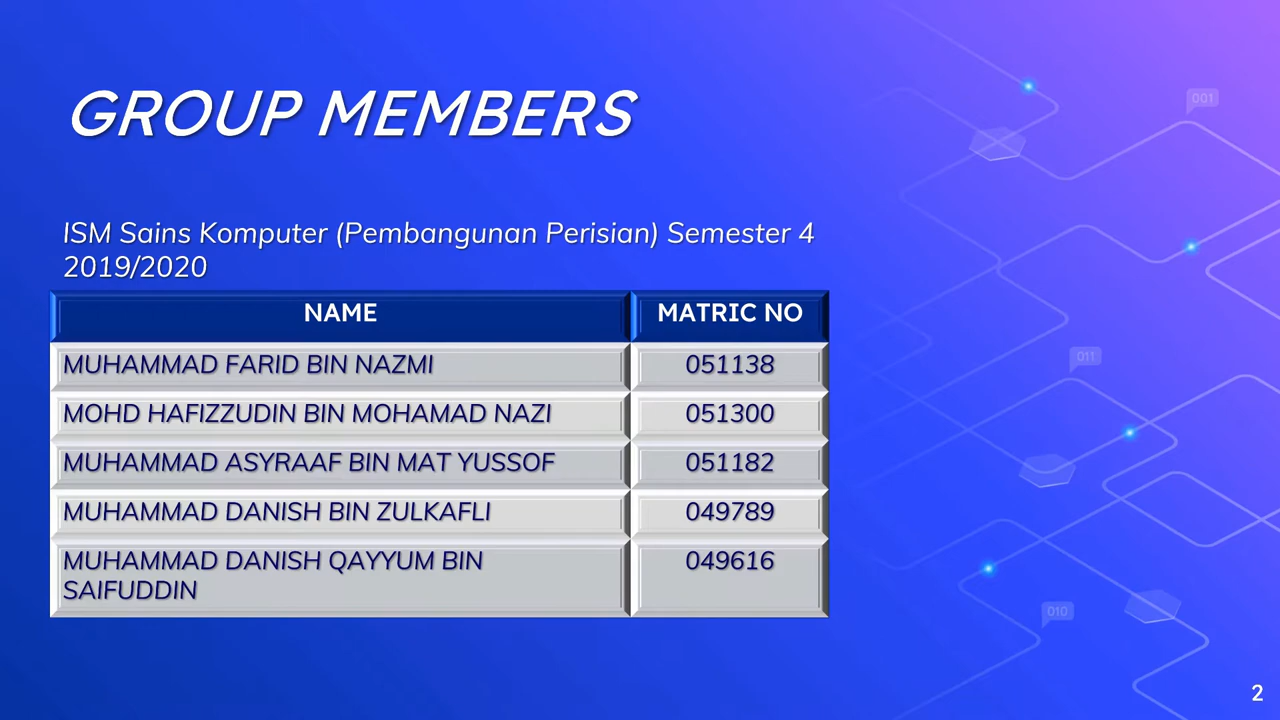 GROUP MEMBERS
ISM Sains Komputer (Pembangunan Perisian) Semester 4
2019/2020
NAME MATRIC NO
MUHAMMAD FARID BIN NAZMI 051138
MOHD HAFIZZUDIN BIN MOHAMAD NAZI 051300
MUHAMMAD ASYRAAF BIN MAT YUSSOF 051182
MUHAMMAD DANISH BIN ZULKAFLI 049789
MUHAMMAD DANISH QAYYUM BIN 049616
SAIFUDDIN
001
011
010
2